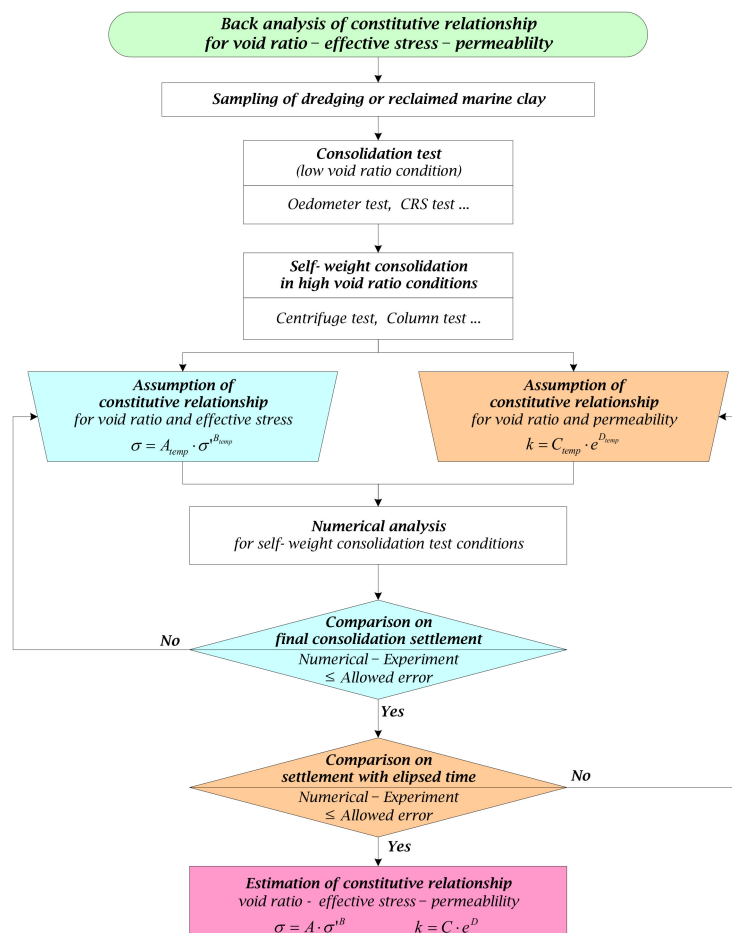 Back analysis of constitutive relationship
for void ratio – effective stress – permeablilty
Sampling of dredging or reclaimed marine clay
Consolidation test
(low void ratio condition)
Oedometer test, CRS test ...
Self- weight consolidation
in high void ratio conditions
Centrifuge test, Column test ...
Assumption of
constitutive relationship
for void ratio and effective stress
σ = A_temp · σ'^B_temp
Assumption of
constitutive relationship
for void ratio and permeability
k = C_temp · e^D_temp
Numerical analysis
for self- weight consolidation test conditions
Comparison on
final consolidation settlement
Numerical – Experiment
≤ Allowed error
No
Yes
Comparison on
settlement with elipsed time
Numerical – Experiment
≤ Allowed error
No
Yes
Estimation of constitutive relationship
void ratio - effective stress – permeablility
σ = A · σ'^B k = C · e^D